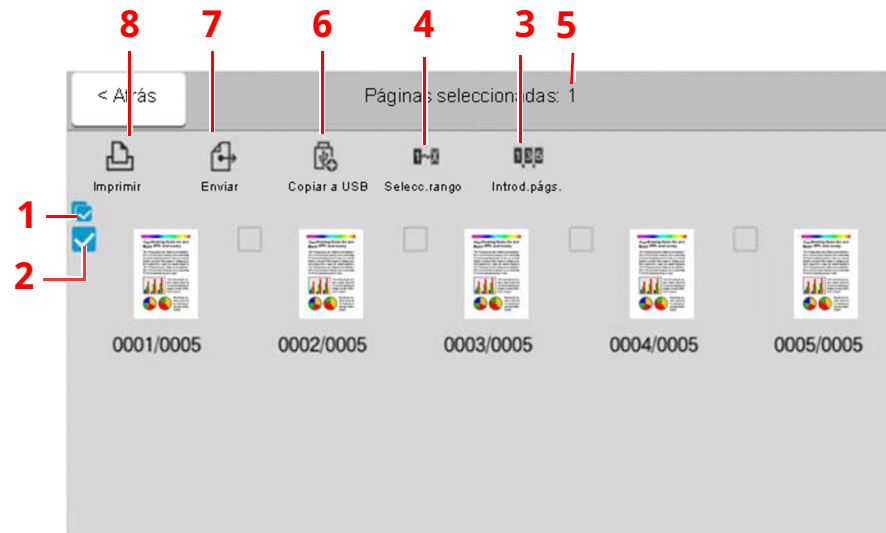 8 7 6 4 3 5
< Atrás
Páginas seleccionadas: 1
Imprimir Enviar Copiar a USB Selecc.rango Introd.págs.
1
2
0001/0005 0002/0005 0003/0005 0004/0005 0005/0005